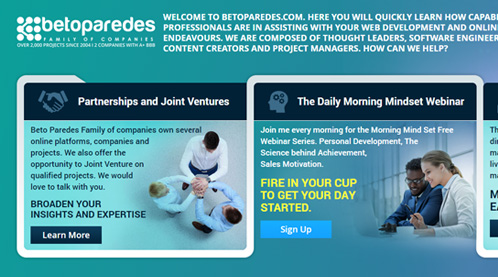 betoparedes
FAMILY OF COMPANIES
OVER 2,000 PROJECTS SINCE 2004 | 2 COMPANIES WITH A+ BBB
WELCOME TO BETOPAREDES.COM. HERE YOU WILL QUICKLY LEARN HOW CAPAB
PROFESSIONALS ARE IN ASSISTING WITH YOUR WEB DEVELOPMENT AND ONLIN
ENDEAVOURS. WE ARE COMPOSED OF THOUGHT LEADERS, SOFTWARE ENGINEER
CONTENT CREATORS AND PROJECT MANAGERS. HOW CAN WE HELP?
Partnerships and Joint Ventures
Beto Paredes Family of companies own several
online platforms, companies and
projects. We also offer the
opportunity to Joint Venture on
qualified projects. We would
love to talk with you.
BROADEN YOUR
INSIGHTS AND EXPERTISE
Learn More
The Daily Morning Mindset Webinar
Join me every morning for the Morning Mind Set Free
Webinar Series. Personal Development, The
Science behind Achievement,
Sales Motivation.
FIRE IN YOUR CUP
TO GET YOUR DAY
STARTED.
Sign Up